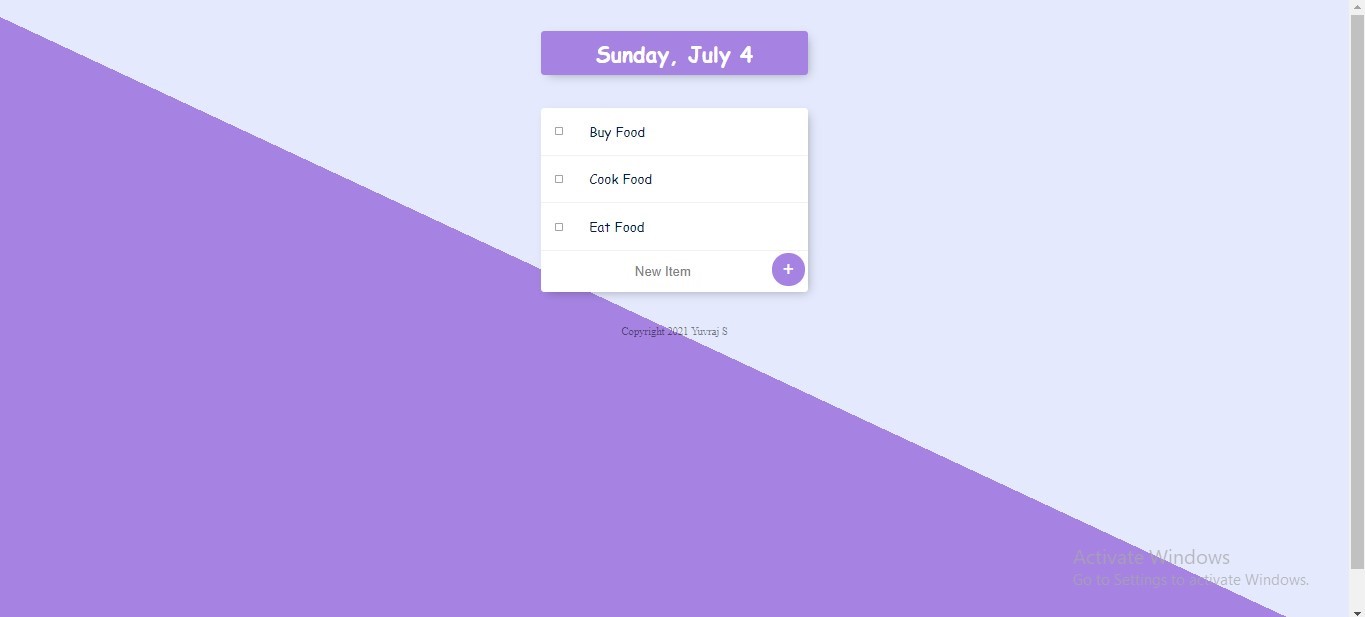 Sunday, July 4
Buy Food
Cook Food
Eat Food
New Item
+
Copyright 2021 Yuvraj S
Activate Windows
Go to Settings to activate Windows.